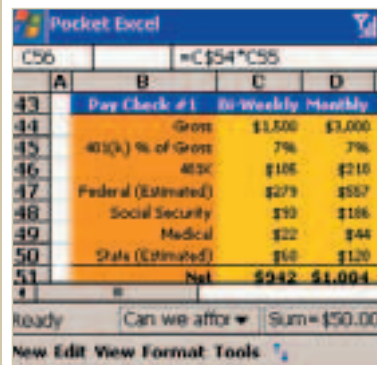 Pocket Excel
C56 =C$54*C55
A B C D
43 Pay Check #1 Bi-Weekly Monthly
44 Gross $1,500 $3,000
45 401(k) % of Gross 7% 7%
46 401K $105 $210
47 Federal (Estimated) $279 $557
48 Social Security $93 $186
49 Medical $22 $44
50 State (Estimated) $60 $120
51 Net $942 $1,884
Ready Can we affor Sum=$50.00
New Edit View Format Tools